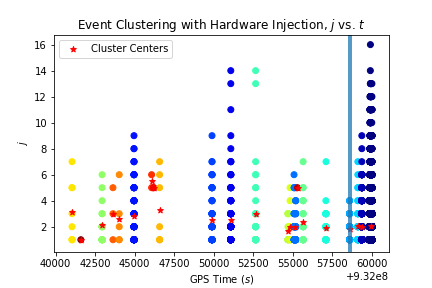 Event Clustering with Hardware Injection, j vs. t
Cluster Centers
16
14
12
10
8
6
4
2
j
40000 42500 45000 47500 50000 52500 55000 57500 60000
GPS Time (s)
+9.32e8